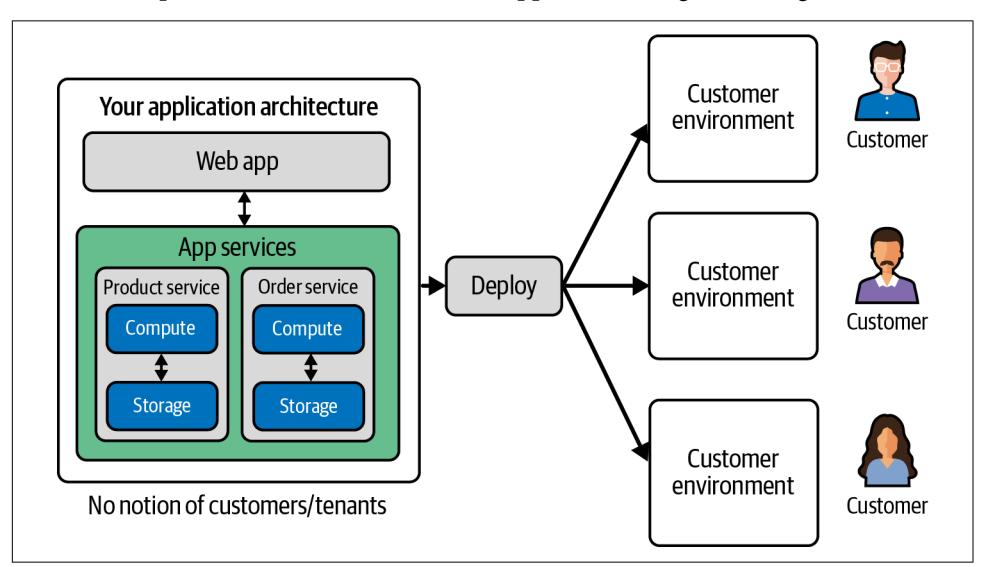 Your application architecture
Web app
App services
Product service
Order service
Compute
Compute
Storage
Storage
No notion of customers/tenants
Deploy
Customer
environment
Customer
Customer
environment
Customer
Customer
environment
Customer